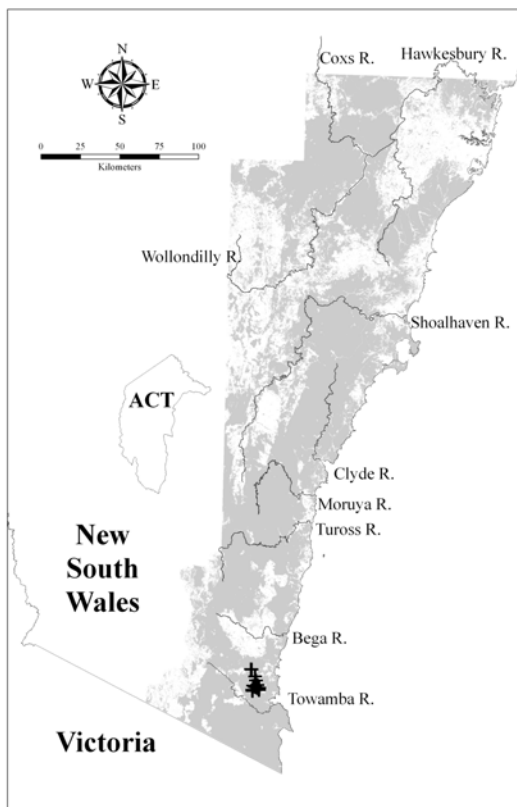 Coxs R.
Hawkesbury R.
N
W
E
S
0
25
50
75
100
Kilometers
Wollondilly R.
Shoalhaven R.
ACT
Clyde R.
Moruya R.
Tuross R.
New
South
Wales
Bega R.
Towamba R.
Victoria